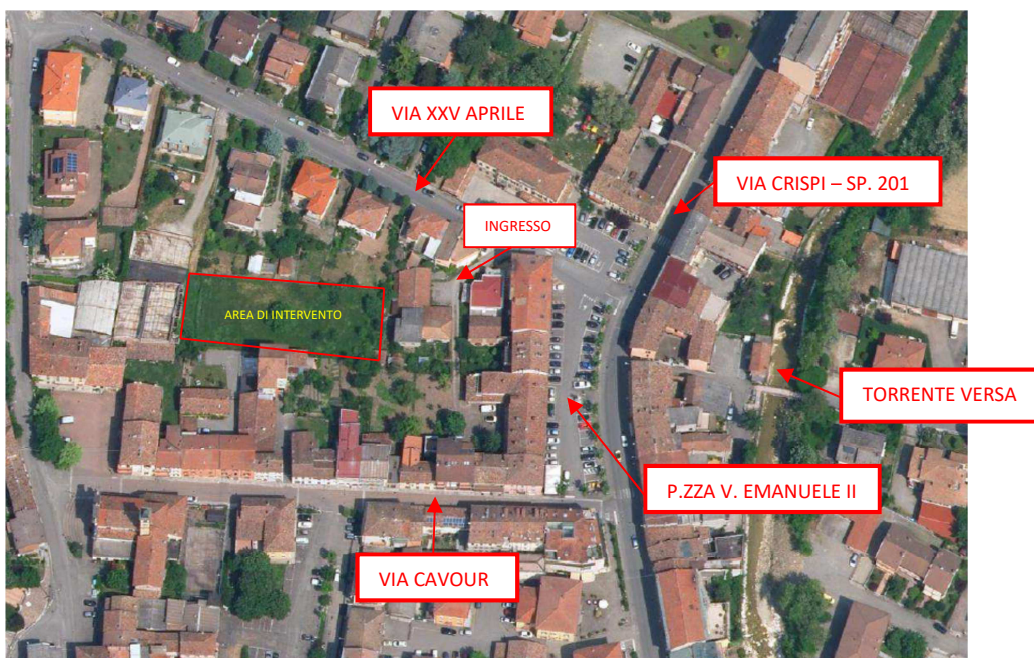 VIA XXV APRILE
VIA CRISPI – SP. 201
INGRESSO
AREA DI INTERVENTO
TORRENTE VERSA
P.ZZA V. EMANUELE II
VIA CAVOUR